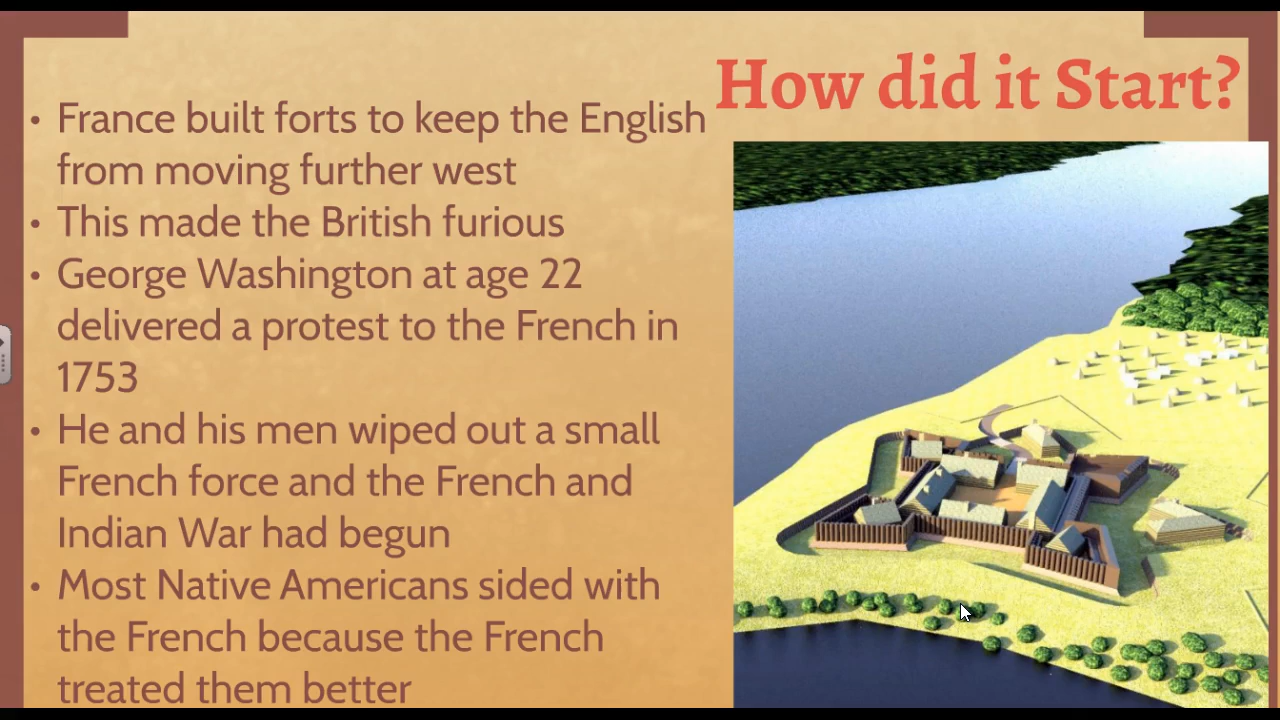 How did it Start?
• France built forts to keep the English
from moving further west
• This made the British furious
• George Washington at age 22
delivered a protest to the French in
1753
• He and his men wiped out a small
French force and the French and
Indian War had begun
• Most Native Americans sided with
the French because the French
treated them better